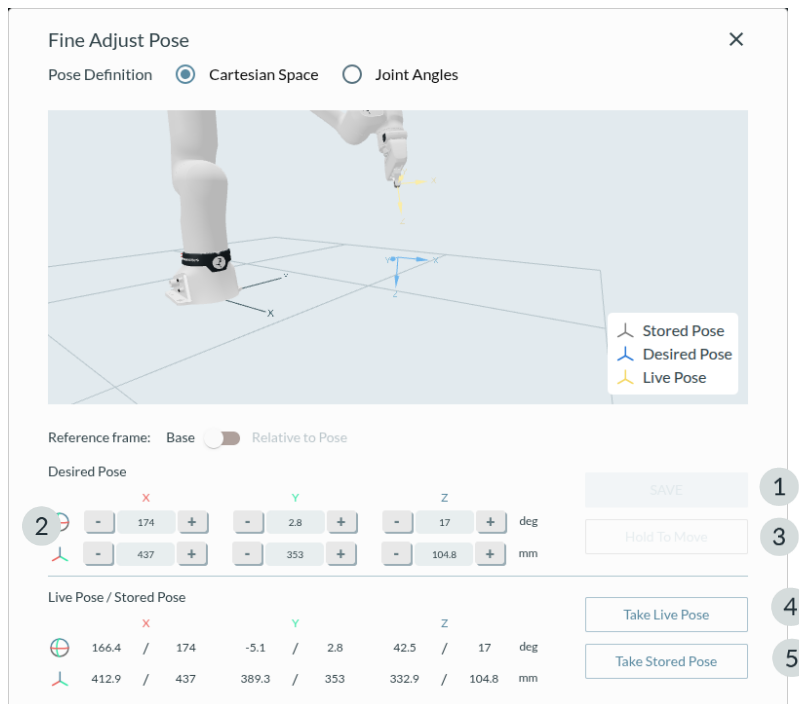 Fine Adjust Pose
Pose Definition Cartesian Space Joint Angles
X
Z
Y X
Z
Y
X
Stored Pose
Desired Pose
Live Pose
Reference frame: Base Relative to Pose
Desired Pose
X Y Z
SAVE 1
2 - 174 + - 2.8 + - 17 + deg
Hold To Move 3
- 437 + - 353 + - 104.8 + mm
Live Pose / Stored Pose
X Y Z
Take Live Pose 4
166.4 / 174 -5.1 / 2.8 42.5 / 17 deg
Take Stored Pose 5
412.9 / 437 389.3 / 353 332.9 / 104.8 mm